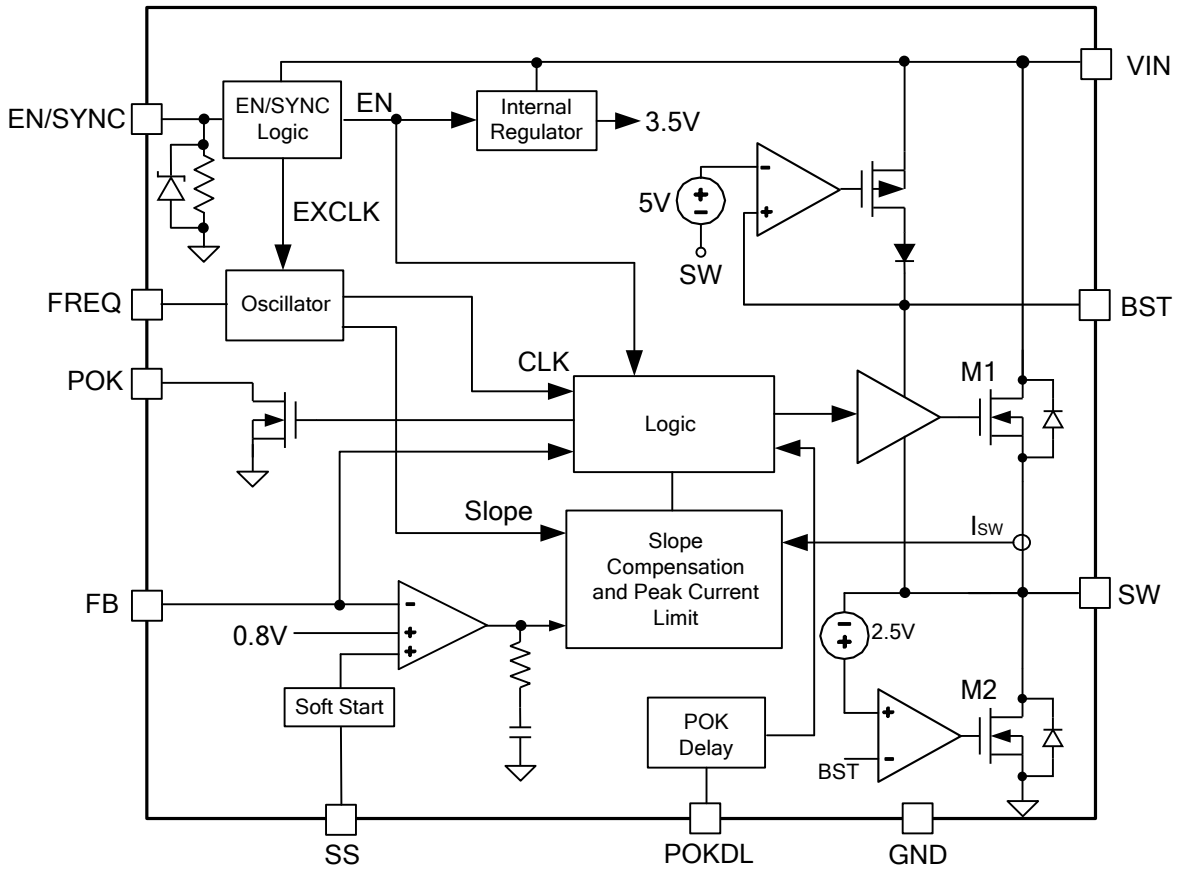 VIN
EN/SYNC
EN/SYNC
Logic
EN
Internal
Regulator
3.5V
5V
SW
EXCLK
FREQ
Oscillator
BST
POK
CLK
M1
Logic
Slope
Slope
Compensation
and Peak Current
Limit
ISW
FB
0.8V
SW
2.5V
Soft Start
POK
Delay
M2
BST
SS
POKDL
GND